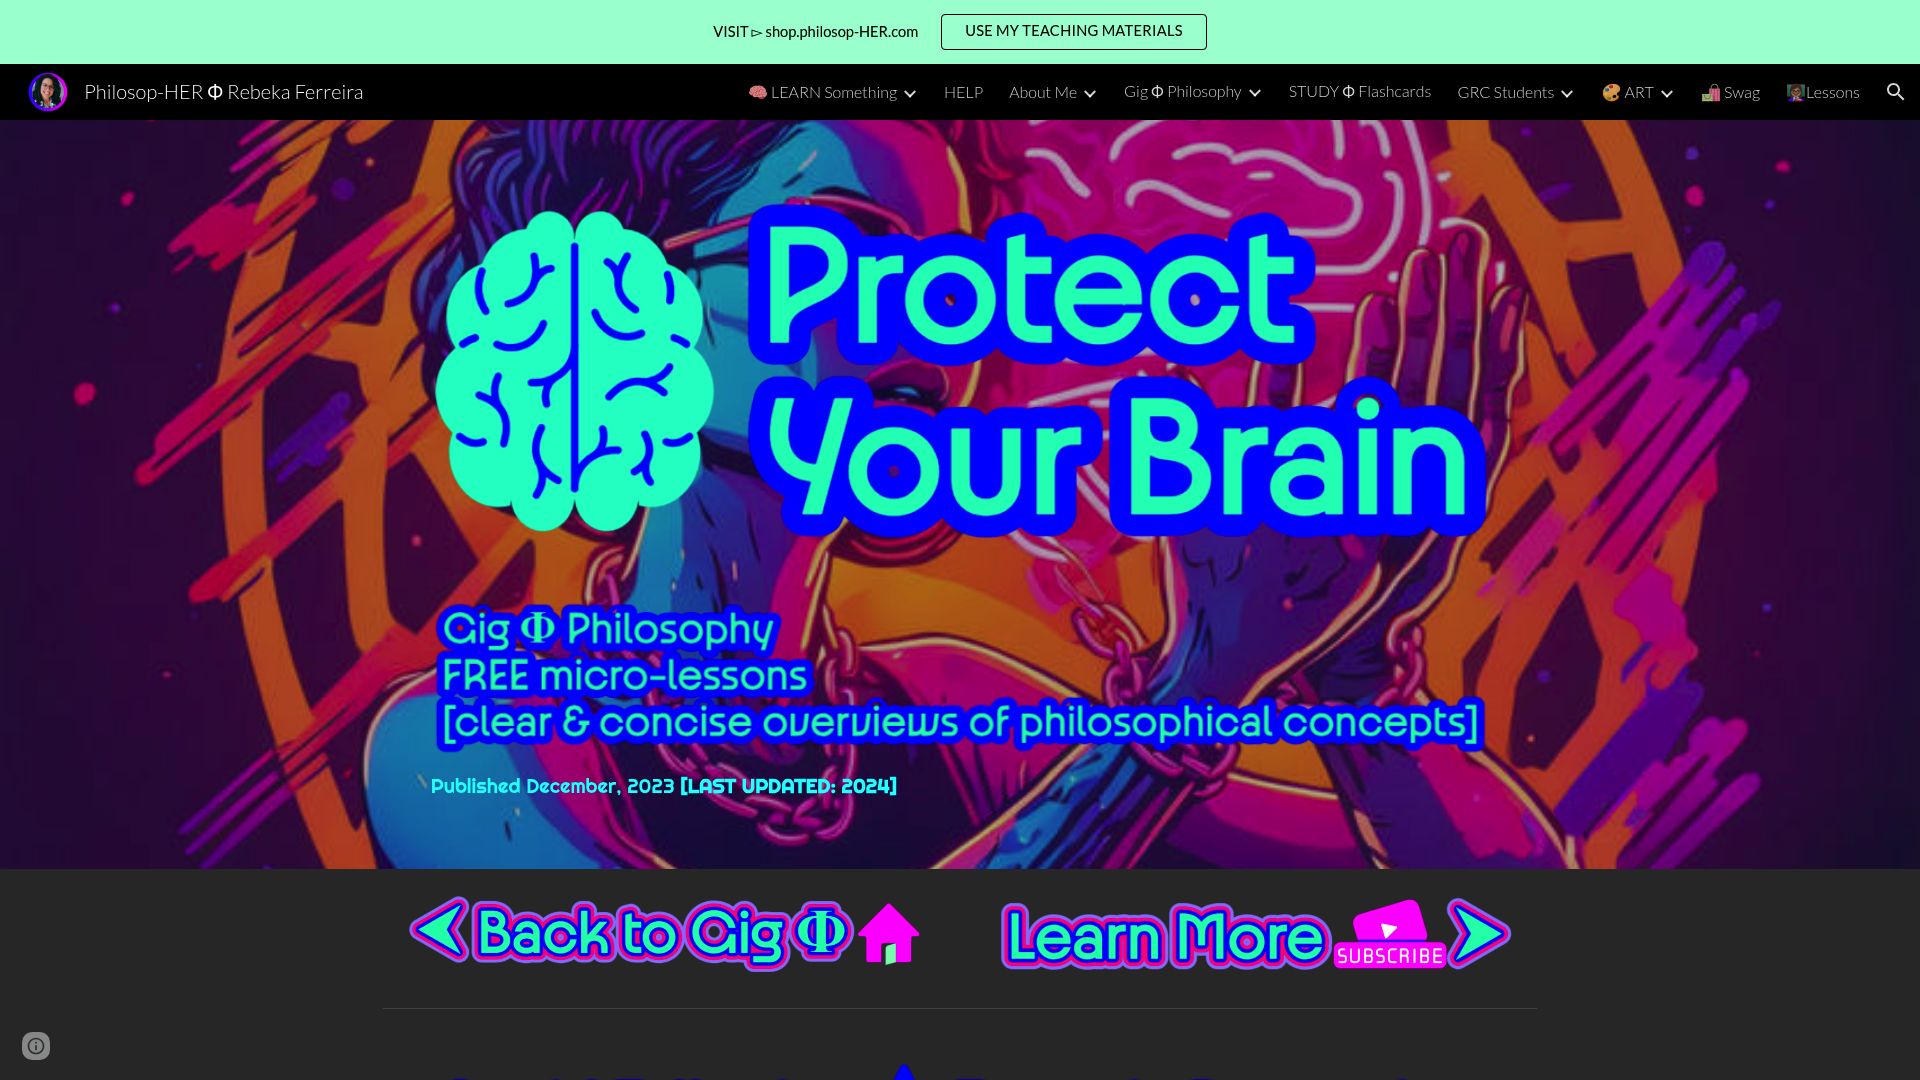 VISIT ▻ shop.philosop-HER.com
USE MY TEACHING MATERIALS
Philosop-HER Φ Rebeka Ferreira
🧠 LEARN Something
HELP
About Me
Gig Φ Philosophy
STUDY Φ Flashcards
GRC Students
🎨 ART
🛍️ Swag
👩🏽‍🏫Lessons
Protect
Your Brain
Gig Φ Philosophy
FREE micro-lessons
[clear & concise overviews of philosophical concepts]
Published December, 2023 [LAST UPDATED: 2024]
Back to Gig Φ
Learn More
SUBSCRIBE